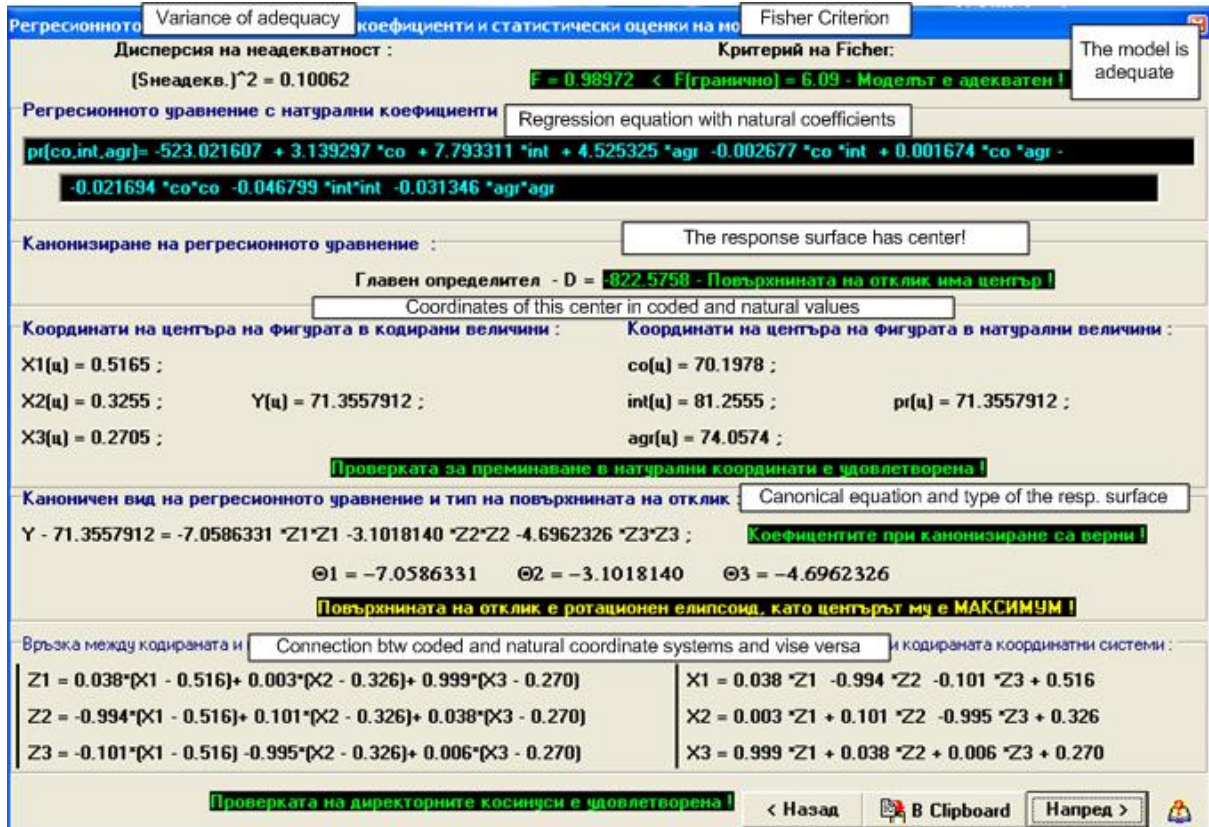 Регресионното
Variance of adequacy
коефициенти и статистически оценки на мо
Fisher Criterion
Дисперсия на неадекватност :
Критерий на Ficher:
The model is
adequate
(Sнеадекв.)^2 = 0.10062
F = 0.98972 < F(гранично) = 6.09 - Моделът е адекватен !
Регресионното уравнение с натурални коефициенти
Regression equation with natural coefficients
pr(co,int,agr)= -523.021607 + 3.139297 *co + 7.793311 *int + 4.525325 *agr -0.002677 *co *int + 0.001674 *co *agr -
-0.021694 *co*co -0.046799 *int*int -0.031346 *agr*agr
Канонизиране на регресионното уравнение :
The response surface has center!
Главен определител - D = -822.5758 - Повърхнината на отклик има център !
Coordinates of this center in coded and natural values
Координати на центъра на фигурата в кодирани величини :
Координати на центъра на фигурата в натурални величини :
X1(ц) = 0.5165 ;
co(ц) = 70.1978 ;
X2(ц) = 0.3255 ; Y(ц) = 71.3557912 ;
int(ц) = 81.2555 ; pr(ц) = 71.3557912 ;
X3(ц) = 0.2705 ;
agr(ц) = 74.0574 ;
Проверката за преминаване в натурални координати е удовлетворена !
Каноничен вид на регресионното уравнение и тип на повърхнината на отклик :
Canonical equation and type of the resp. surface
Y - 71.3557912 = -7.0586331 *Z1*Z1 -3.1018140 *Z2*Z2 -4.6962326 *Z3*Z3 ;
Коефицентите при канонизиране са верни !
Θ1 = −7.0586331 Θ2 = −3.1018140 Θ3 = −4.6962326
Повърхнината на отклик е ротационен елипсоид, като центърът му е МАКСИМУМ !
Връзка между кодираната и
Connection btw coded and natural coordinate systems and vise versa
и кодираната координатни системи :
Z1 = 0.038*(X1 - 0.516)+ 0.003*(X2 - 0.326)+ 0.999*(X3 - 0.270)
X1 = 0.038 *Z1 -0.994 *Z2 -0.101 *Z3 + 0.516
Z2 = -0.994*(X1 - 0.516)+ 0.101*(X2 - 0.326)+ 0.038*(X3 - 0.270)
X2 = 0.003 *Z1 + 0.101 *Z2 -0.995 *Z3 + 0.326
Z3 = -0.101*(X1 - 0.516) -0.995*(X2 - 0.326)+ 0.006*(X3 - 0.270)
X3 = 0.999 *Z1 + 0.038 *Z2 + 0.006 *Z3 + 0.270
Проверката на директорните косинуси е удовлетворена !
< Назад
В Clipboard
Напред >